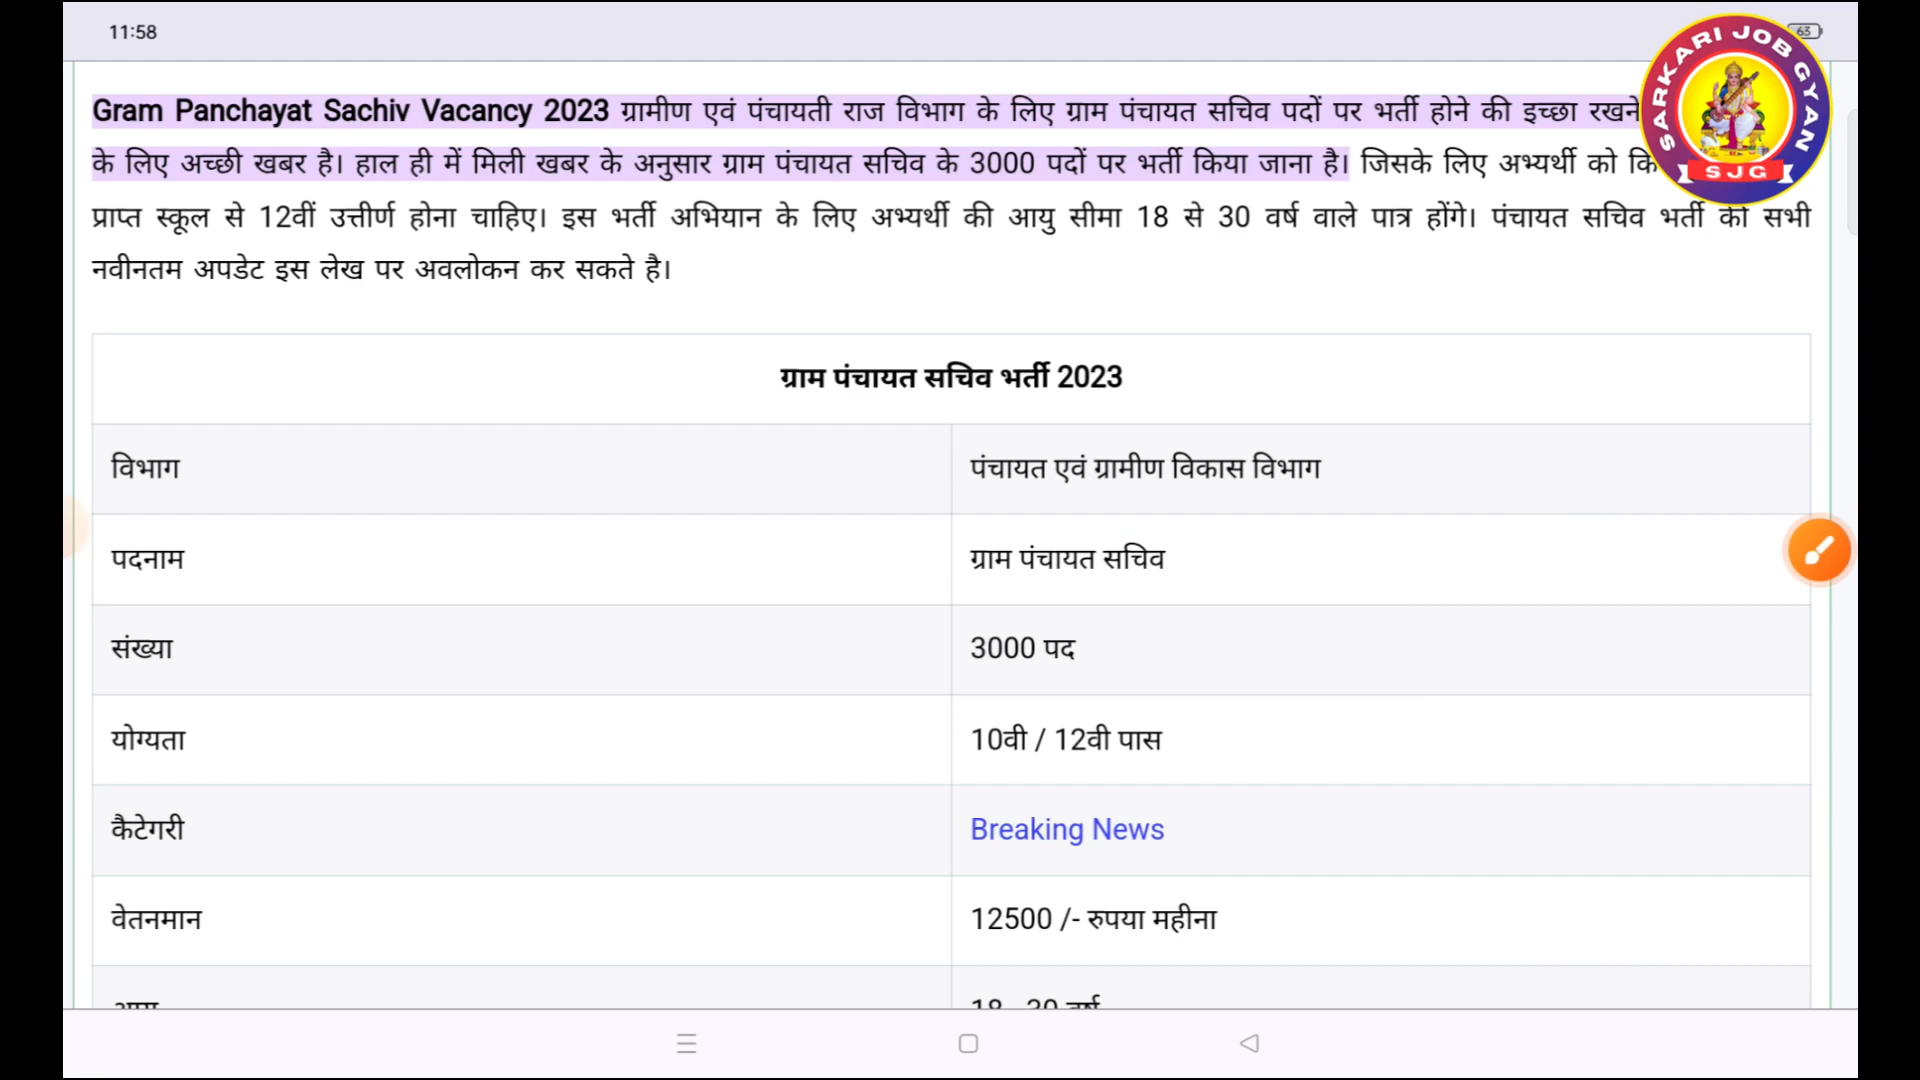 11:58
63
SARKARI JOB GYAN
SJG
Gram Panchayat Sachiv Vacancy 2023 ग्रामीण एवं पंचायती राज विभाग के लिए ग्राम पंचायत सचिव पदों पर भर्ती होने की इच्छा रखने
के लिए अच्छी खबर है। हाल ही में मिली खबर के अनुसार ग्राम पंचायत सचिव के 3000 पदों पर भर्ती किया जाना है। जिसके लिए अभ्यर्थी को
प्राप्त स्कूल से 12वीं उत्तीर्ण होना चाहिए। इस भर्ती अभियान के लिए अभ्यर्थी की आयु सीमा 18 से 30 वर्ष वाले पात्र होंगे। पंचायत सचिव भर्ती की सभी
नवीनतम अपडेट इस लेख पर अवलोकन कर सकते है।
ग्राम पंचायत सचिव भर्ती 2023
विभाग पंचायत एवं ग्रामीण विकास विभाग
पदनाम ग्राम पंचायत सचिव
संख्या 3000 पद
योग्यता 10वी / 12वी पास
कैटेगरी Breaking News
वेतनमान 12500 /- रुपया महीना
18 - 30 वर्ष